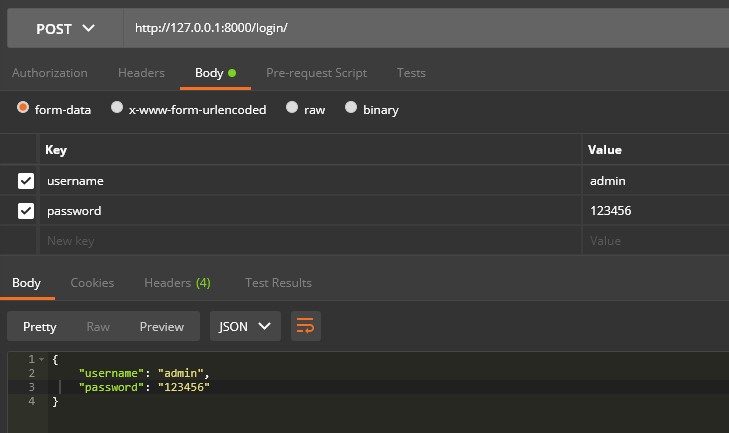 POST http://127.0.0.1:8000/login/
Authorization Headers Body Pre-request Script Tests
form-data x-www-form-urlencoded raw binary
Key Value
username admin
password 123456
New key Value
Body Cookies Headers (4) Test Results
Pretty Raw Preview JSON
1 {
2 "username": "admin",
3 "password": "123456"
4 }